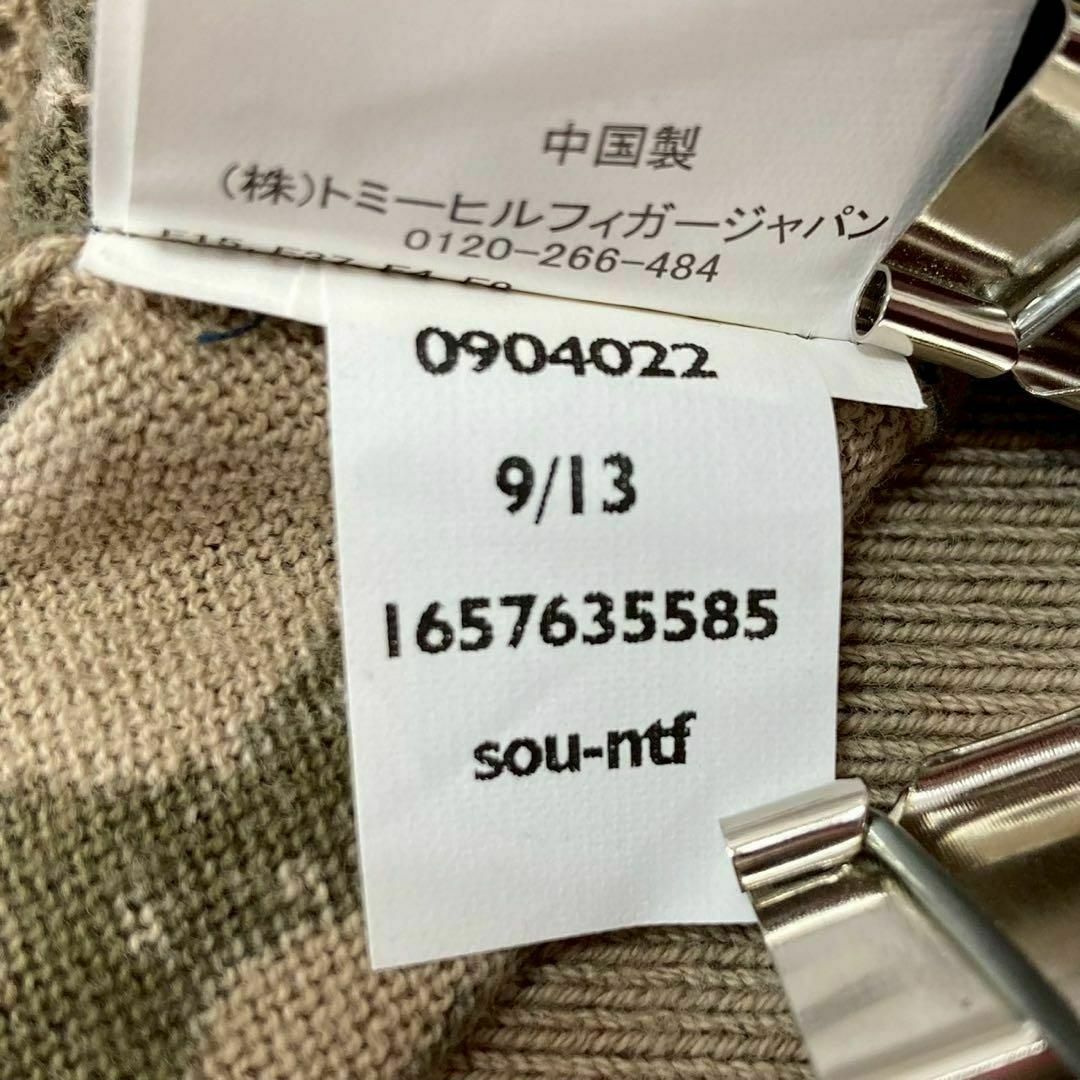 中国製
(株)トミーヒルフィガージャパン
0120-266-484
0904022
9/13
1657635585
sou-ntf